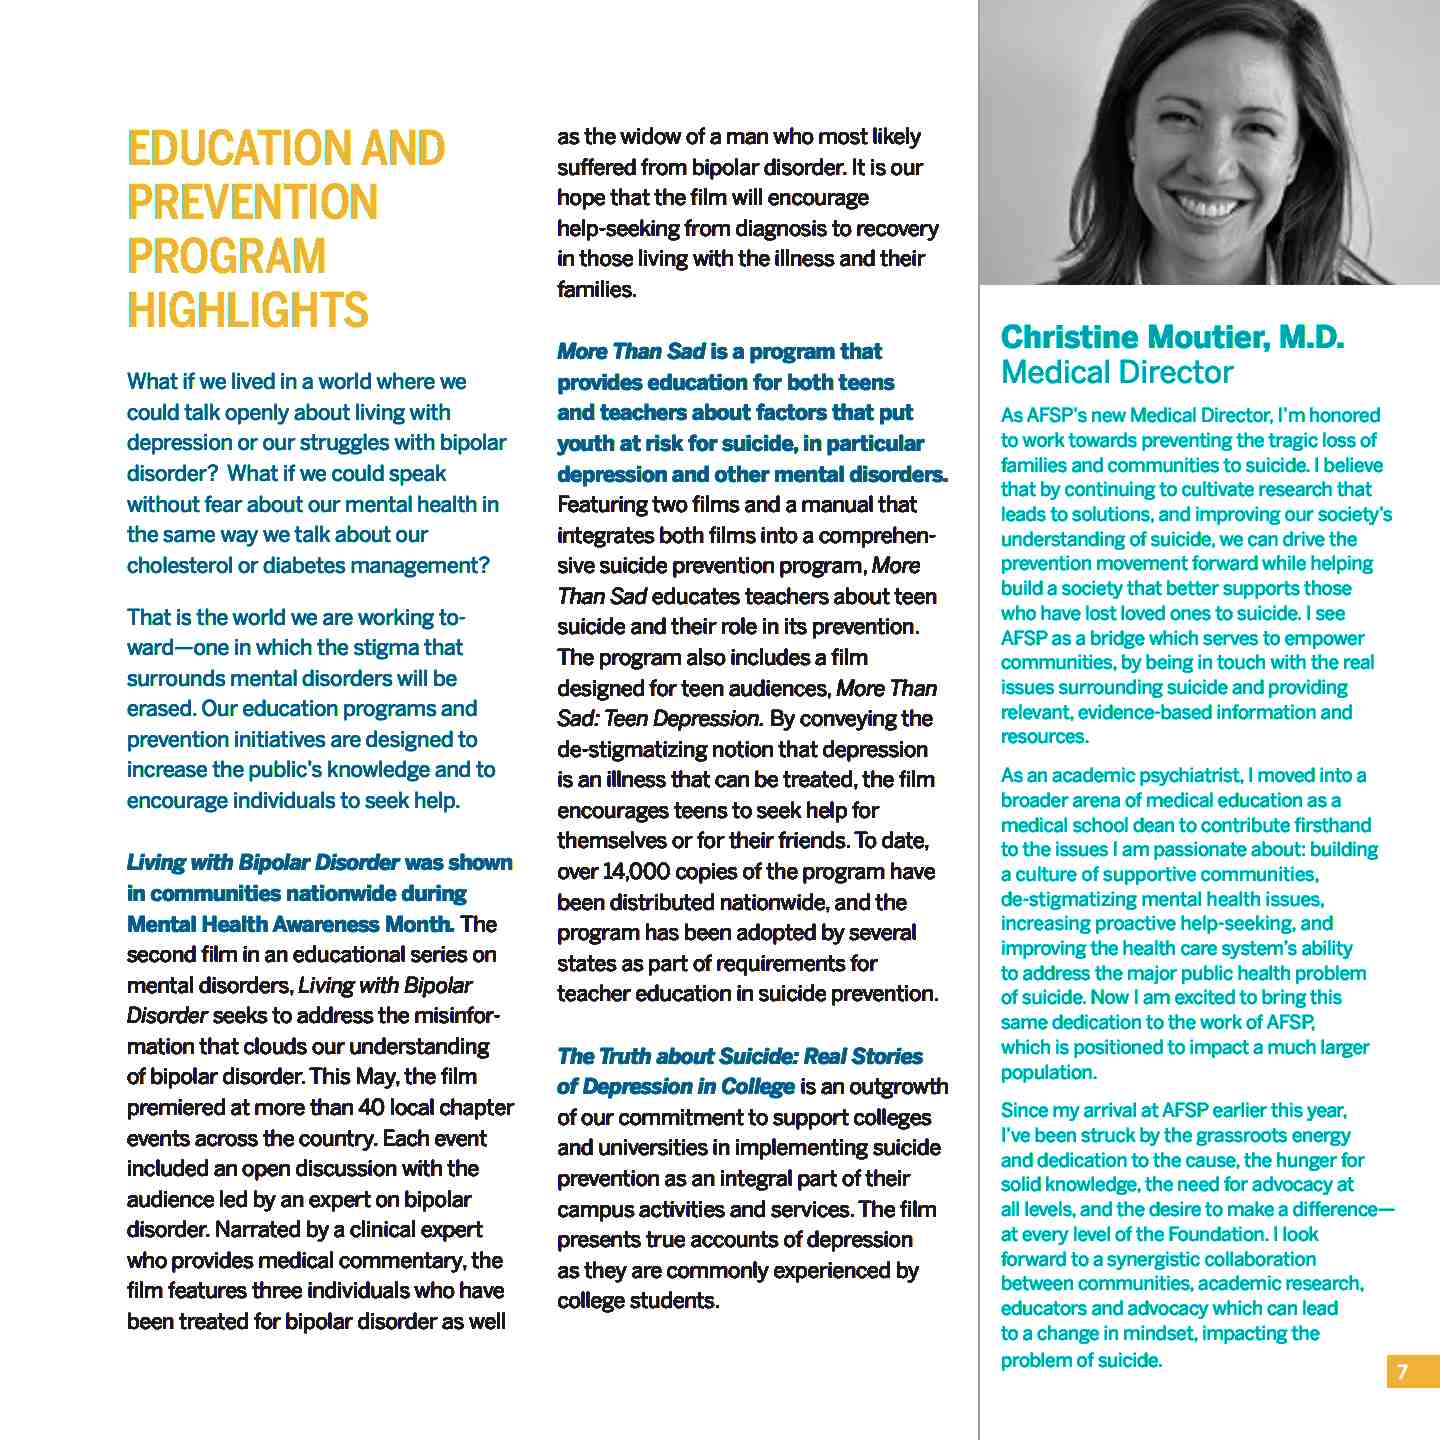 EDUCATION AND
PREVENTION
PROGRAM
HIGHLIGHTS
What if we lived in a world where we
could talk openly about living with
depression or our struggles with bipolar
disorder?  What if we could speak
without fear about our mental health in
the same way we talk about our
cholesterol or diabetes management?
That is the world we are working to-
ward—one in which the stigma that
surrounds mental disorders will be
erased. Our education programs and
prevention initiatives are designed to
increase the public's knowledge and to
encourage individuals to seek help.
Living with Bipolar Disorder was shown
in communities nationwide during
Mental Health Awareness Month. The
second film in an educational series on
mental disorders, Living with Bipolar
Disorder seeks to address the misinfor-
mation that clouds our understanding
of bipolar disorder. This May, the film
premiered at more than 40 local chapter
events across the country. Each event
included an open discussion with the
audience led by an expert on bipolar
disorder. Narrated by a clinical expert
who provides medical commentary, the
film features three individuals who have
been treated for bipolar disorder as well
as the widow of a man who most likely
suffered from bipolar disorder. It is our
hope that the film will encourage
help-seeking from diagnosis to recovery
in those living with the illness and their
families.
More Than Sad is a program that
provides education for both teens
and teachers about factors that put
youth at risk for suicide, in particular
depression and other mental disorders.
Featuring two films and a manual that
integrates both films into a comprehen-
sive suicide prevention program, More
Than Sad educates teachers about teen
suicide and their role in its prevention.
The program also includes a film
designed for teen audiences, More Than
Sad: Teen Depression. By conveying the
de-stigmatizing notion that depression
is an illness that can be treated, the film
encourages teens to seek help for
themselves or for their friends. To date,
over 14,000 copies of the program have
been distributed nationwide, and the
program has been adopted by several
states as part of requirements for
teacher education in suicide prevention.
The Truth about Suicide: Real Stories
of Depression in College is an outgrowth
of our commitment to support colleges
and universities in implementing suicide
prevention as an integral part of their
campus activities and services. The film
presents true accounts of depression
as they are commonly experienced by
college students.
Christine Moutier, M.D.
Medical Director
As AFSP's new Medical Director, I'm honored
to work towards preventing the tragic loss of
families and communities to suicide. I believe
that by continuing to cultivate research that
leads to solutions, and improving our society's
understanding of suicide, we can drive the
prevention movement forward while helping
build a society that better supports those
who have lost loved ones to suicide. I see
AFSP as a bridge which serves to empower
communities, by being in touch with the real
issues surrounding suicide and providing
relevant, evidence-based information and
resources.
As an academic psychiatrist, I moved into a
broader arena of medical education as a
medical school dean to contribute firsthand
to the issues I am passionate about: building
a culture of supportive communities,
de-stigmatizing mental health issues,
increasing proactive help-seeking, and
improving the health care system's ability
to address the major public health problem
of suicide. Now I am excited to bring this
same dedication to the work of AFSP,
which is positioned to impact a much larger
population.
Since my arrival at AFSP earlier this year,
I've been struck by the grassroots energy
and dedication to the cause, the hunger for
solid knowledge, the need for advocacy at
all levels, and the desire to make a difference—
at every level of the Foundation. I look
forward to a synergistic collaboration
between communities, academic research,
educators and advocacy which can lead
to a change in mindset, impacting the
problem of suicide.
7